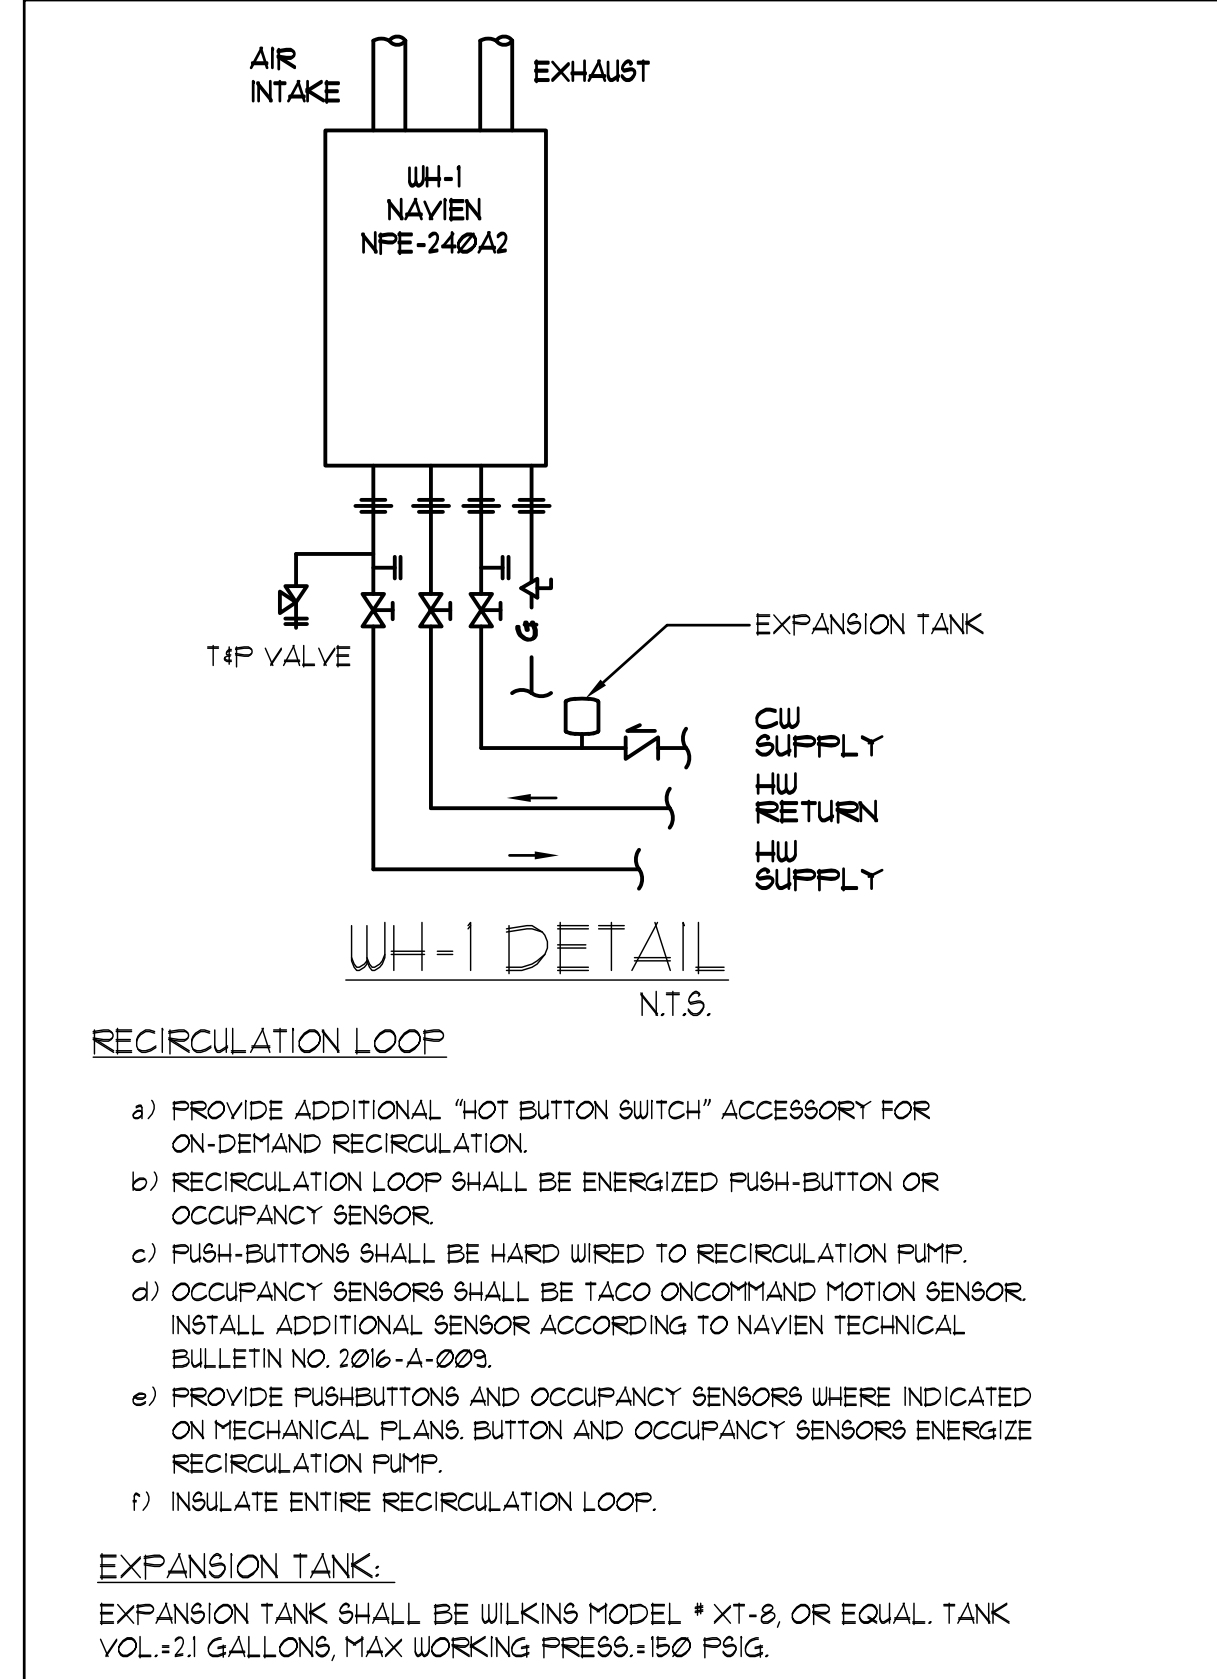 AIR
INTAKE
EXHAUST
WH-1
NAVIEN
NPE-240A2
G
T&P VALVE
EXPANSION TANK
CW
SUPPLY
HW
RETURN
HW
SUPPLY
WH-1 DETAIL
N.T.S.
RECIRCULATION LOOP
a) PROVIDE ADDITIONAL "HOT BUTTON SWITCH" ACCESSORY FOR
ON-DEMAND RECIRCULATION.
b) RECIRCULATION LOOP SHALL BE ENERGIZED PUSH-BUTTON OR
OCCUPANCY SENSOR.
c) PUSH-BUTTONS SHALL BE HARD WIRED TO RECIRCULATION PUMP.
d) OCCUPANCY SENSORS SHALL BE TACO ONCOMMAND MOTION SENSOR.
INSTALL ADDITIONAL SENSOR ACCORDING TO NAVIEN TECHNICAL
BULLETIN NO. 2016-A-009.
e) PROVIDE PUSHBUTTONS AND OCCUPANCY SENSORS WHERE INDICATED
ON MECHANICAL PLANS. BUTTON AND OCCUPANCY SENSORS ENERGIZE
RECIRCULATION PUMP.
f) INSULATE ENTIRE RECIRCULATION LOOP.
EXPANSION TANK:
EXPANSION TANK SHALL BE WILKINS MODEL # XT-8, OR EQUAL. TANK
VOL.=2.1 GALLONS, MAX WORKING PRESS.=150 PSIG.